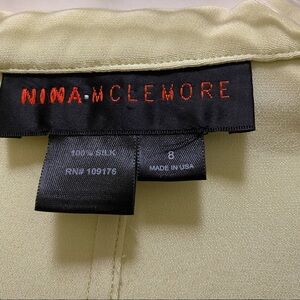 NINA·MCLEMORE
100% SILK
RN# 109176
8
MADE IN USA